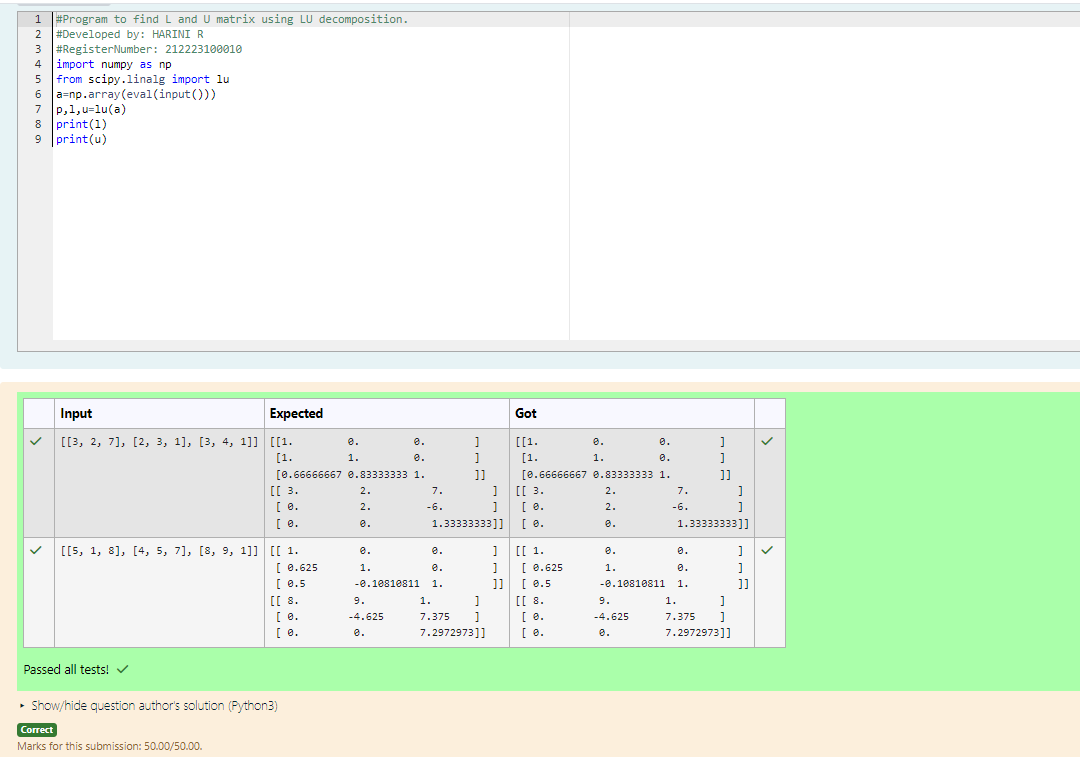 1 #Program to find L and U matrix using LU decomposition.
2 #Developed by: HARINI R
3 #RegisterNumber: 212223100010
4 import numpy as np
5 from scipy.linalg import lu
6 a=np.array(eval(input()))
7 p,l,u=lu(a)
8 print(l)
9 print(u)
Input Expected Got
[[3, 2, 7], [2, 3, 1], [3, 4, 1]] [[1. 0. 0. ] [[1. 0. 0. ]
[1. 1. 0. ] [1. 1. 0. ]
[0.66666667 0.83333333 1. ]] [0.66666667 0.83333333 1. ]]
[[ 3. 2. 7. ] [[ 3. 2. 7. ]
[ 0. 2. -6. ] [ 0. 2. -6. ]
[ 0. 0. 1.33333333]] [ 0. 0. 1.33333333]]
[[5, 1, 8], [4, 5, 7], [8, 9, 1]] [[ 1. 0. 0. ] [[ 1. 0. 0. ]
[ 0.625 1. 0. ] [ 0.625 1. 0. ]
[ 0.5 -0.10810811 1. ]] [ 0.5 -0.10810811 1. ]]
[[ 8. 9. 1. ] [[ 8. 9. 1. ]
[ 0. -4.625 7.375 ] [ 0. -4.625 7.375 ]
[ 0. 0. 7.2972973]] [ 0. 0. 7.2972973]]
Passed all tests!
Show/hide question author's solution (Python3)
Correct
Marks for this submission: 50.00/50.00.